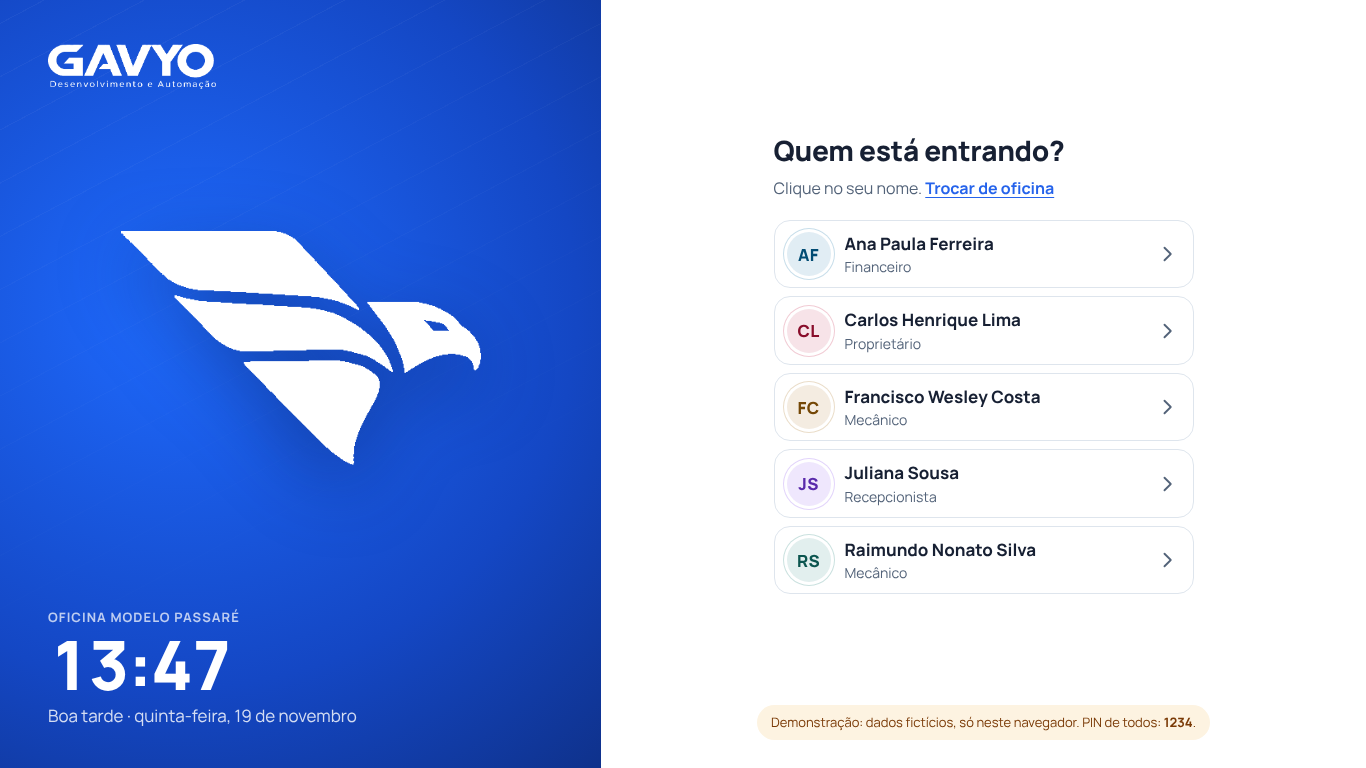 GAVYO
Desenvolvimento e Automação
OFICINA MODELO PASSARÉ
13:47
Boa tarde · quinta-feira, 19 de novembro
Quem está entrando?
Clique no seu nome. Trocar de oficina
AF
Ana Paula Ferreira
Financeiro
CL
Carlos Henrique Lima
Proprietário
FC
Francisco Wesley Costa
Mecânico
JS
Juliana Sousa
Recepcionista
RS
Raimundo Nonato Silva
Mecânico
Demonstração: dados fictícios, só neste navegador. PIN de todos: 1234.